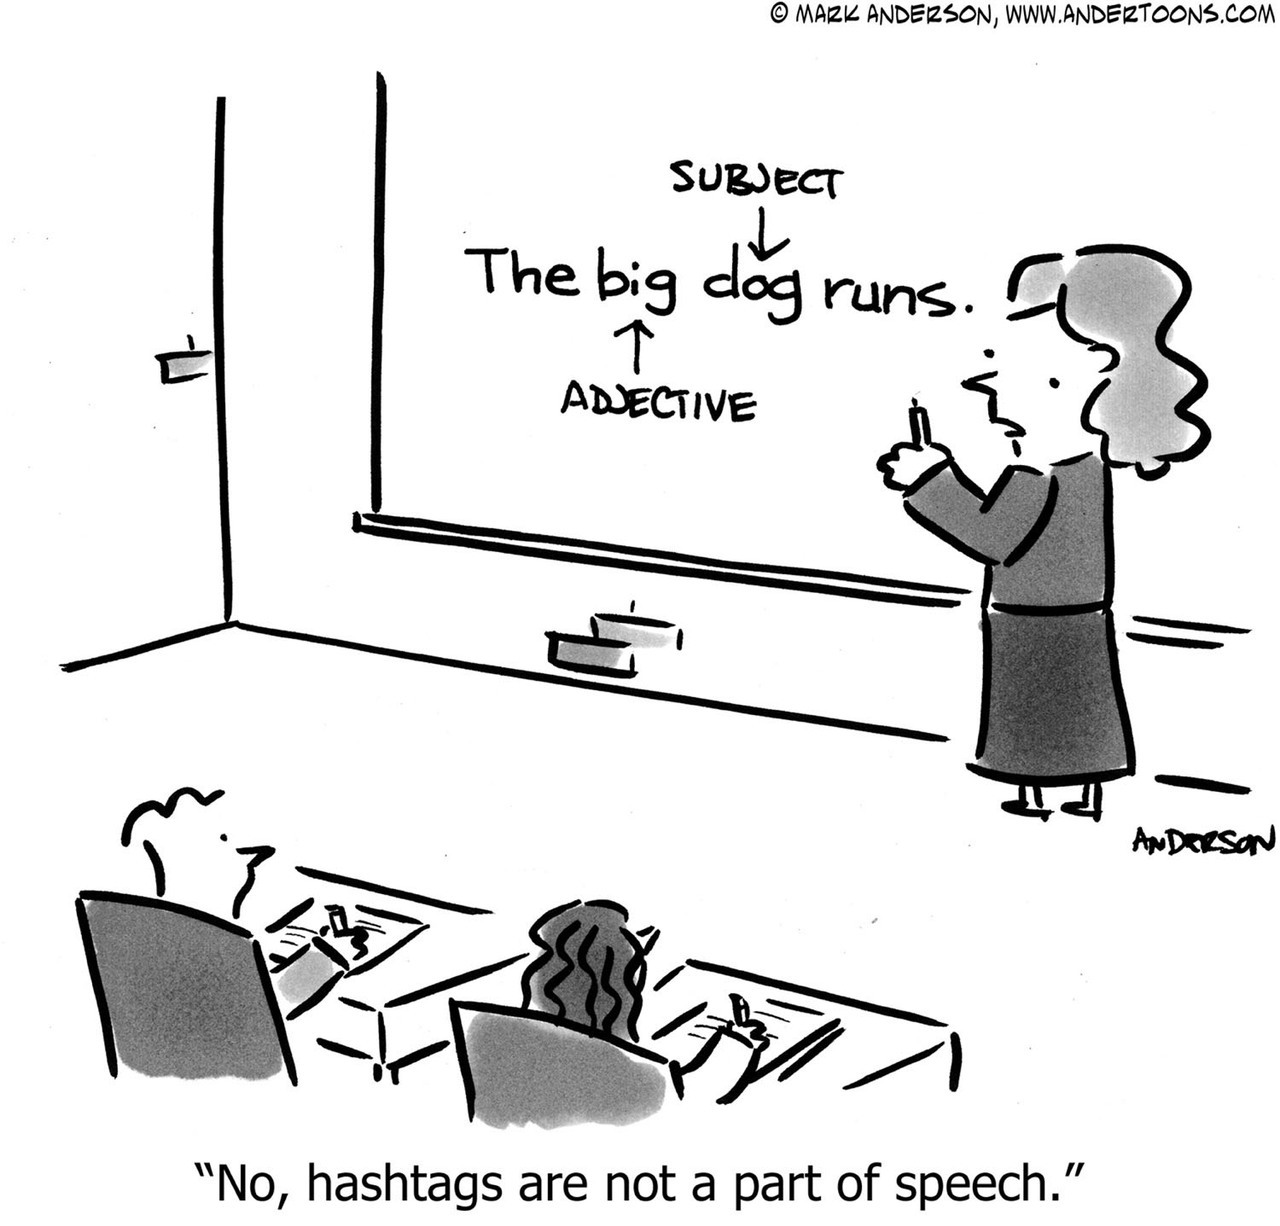 © MARK ANDERSON, WWW.ANDERTOONS.COM
SUBJECT
The big dog runs.
ADJECTIVE
ANDERSON
“No, hashtags are not a part of speech.”